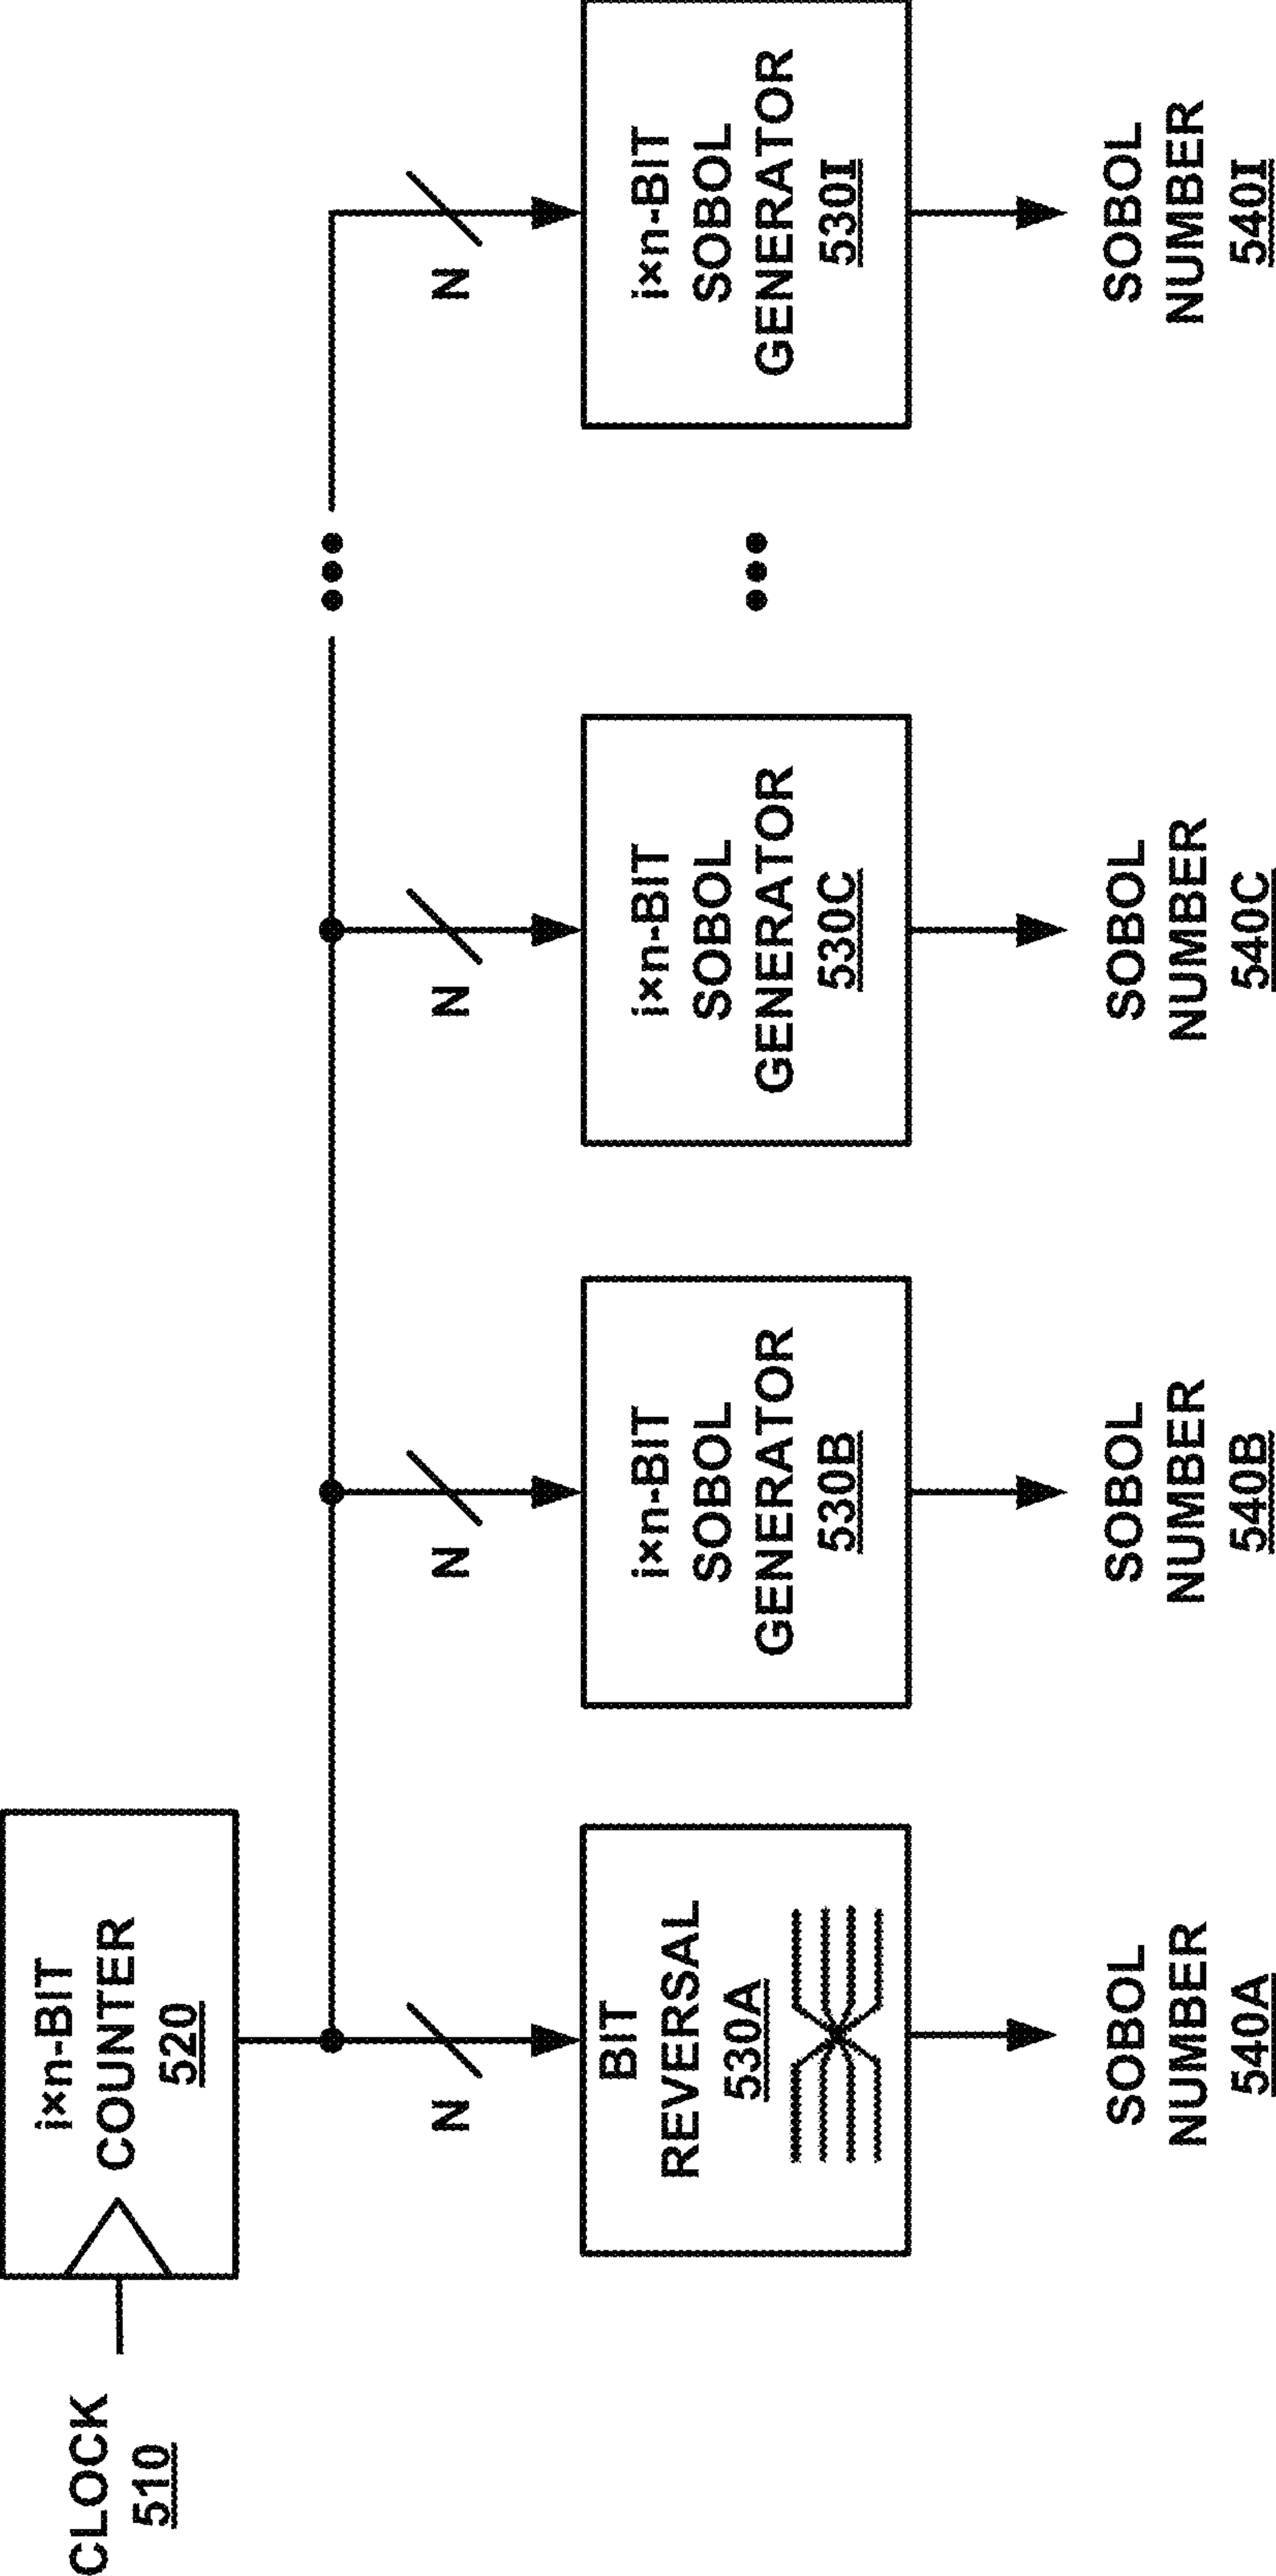 CLOCK
510
i×n-BIT
COUNTER
520
N
N
N
N
BIT
REVERSAL
530A
i×n-BIT
SOBOL
GENERATOR
530B
i×n-BIT
SOBOL
GENERATOR
530C
i×n-BIT
SOBOL
GENERATOR
530I
SOBOL
NUMBER
540A
SOBOL
NUMBER
540B
SOBOL
NUMBER
540C
SOBOL
NUMBER
540I